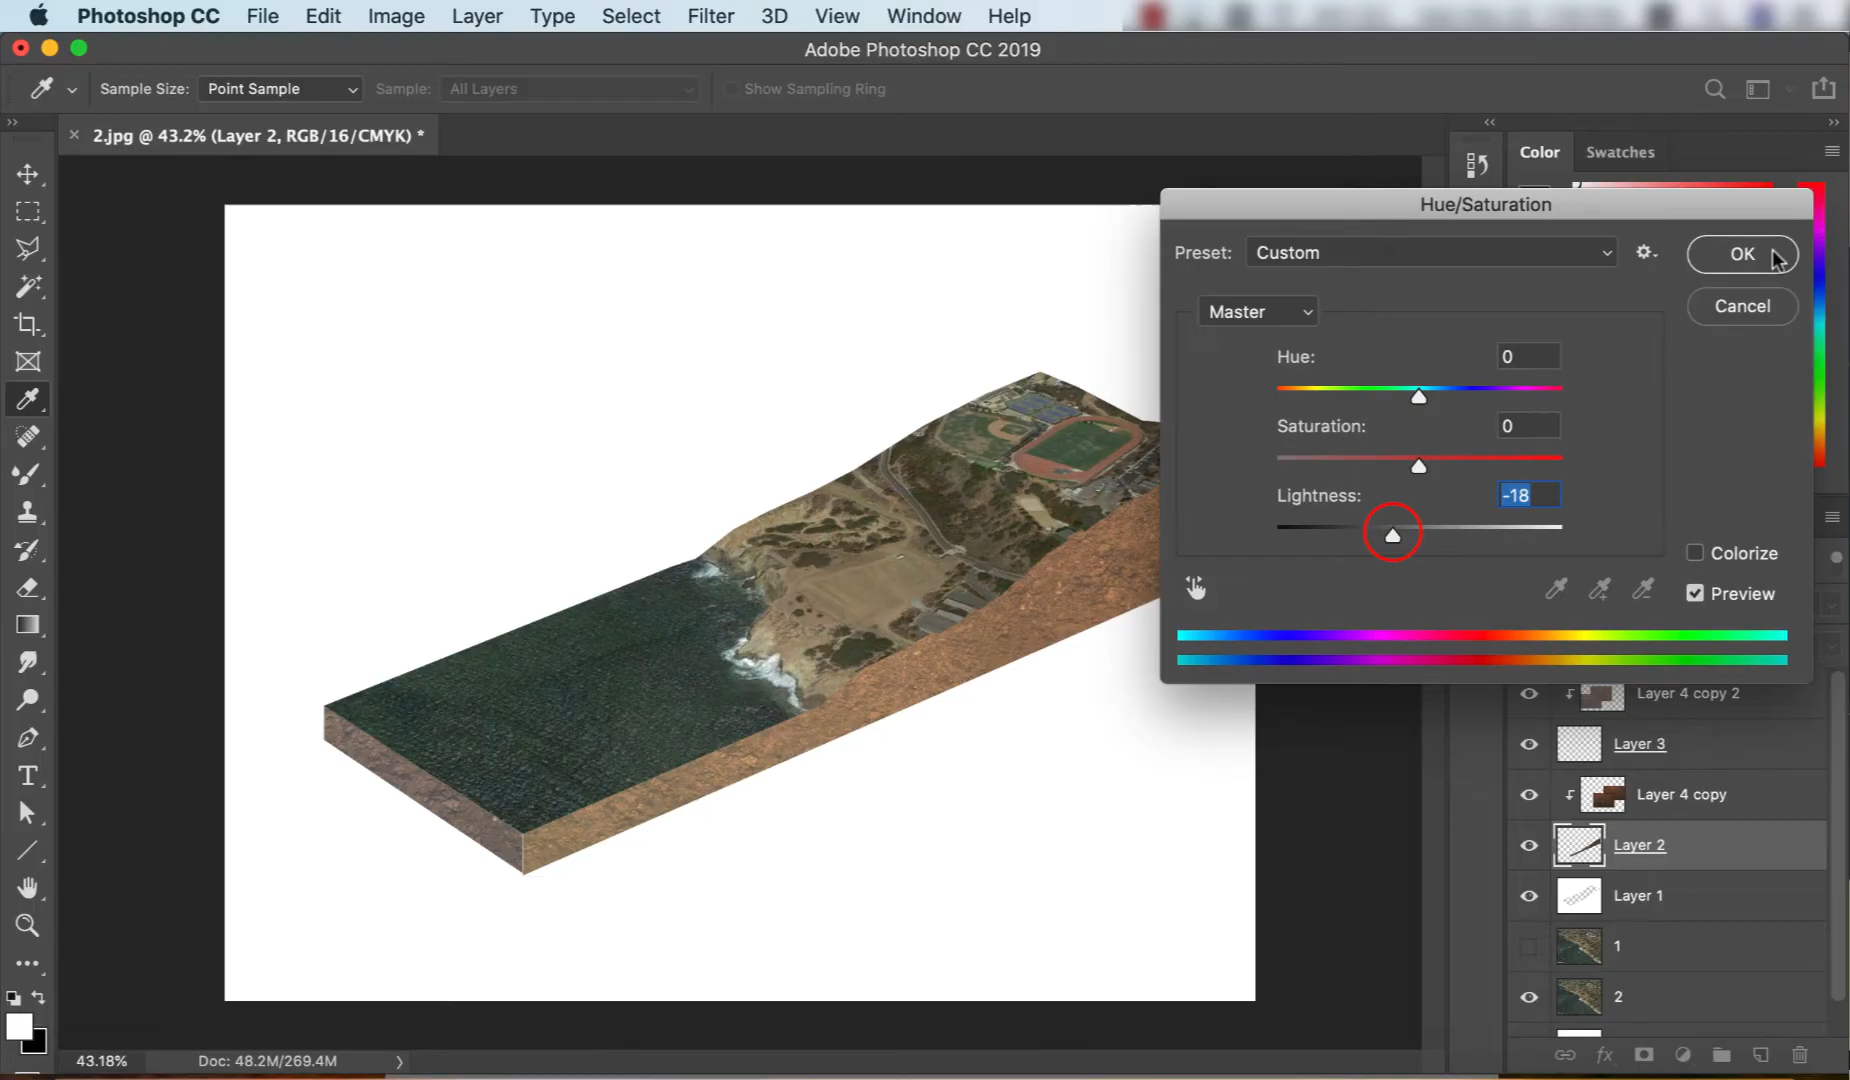 Photoshop CC File Edit Image Layer Type Select Filter 3D View Window Help
Adobe Photoshop CC 2019
Sample Size: Point Sample Sample: All Layers Show Sampling Ring
2.jpg @ 43.2% (Layer 2, RGB/16/CMYK) *
Color Swatches
Hue/Saturation
Preset: Custom
OK
Cancel
Master
Hue: 0
Saturation: 0
Lightness: -18
Colorize
Preview
Layer 4 copy 2
Layer 3
Layer 4 copy
Layer 2
Layer 1
1
2
43.18% Doc: 48.2M/269.4M
fx